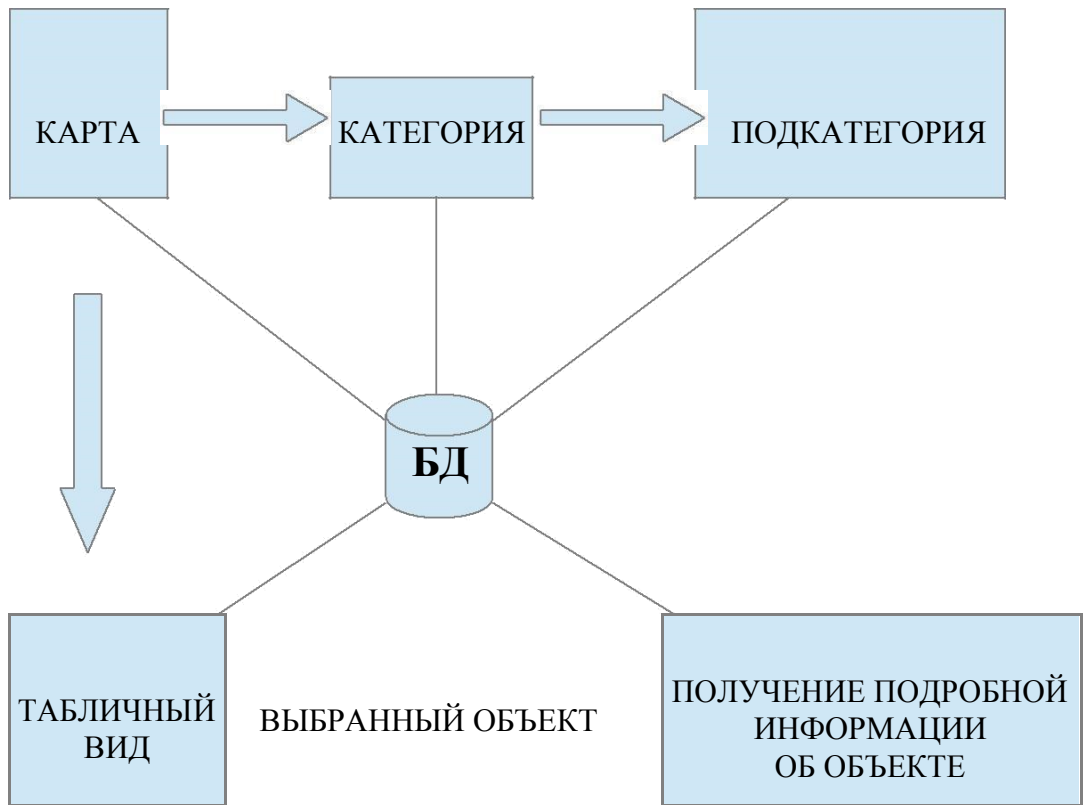 КАРТА
КАТЕГОРИЯ
ПОДКАТЕГОРИЯ
БД
ТАБЛИЧНЫЙ
ВИД
ВЫБРАННЫЙ ОБЪЕКТ
ПОЛУЧЕНИЕ ПОДРОБНОЙ
ИНФОРМАЦИИ
ОБ ОБЪЕКТЕ